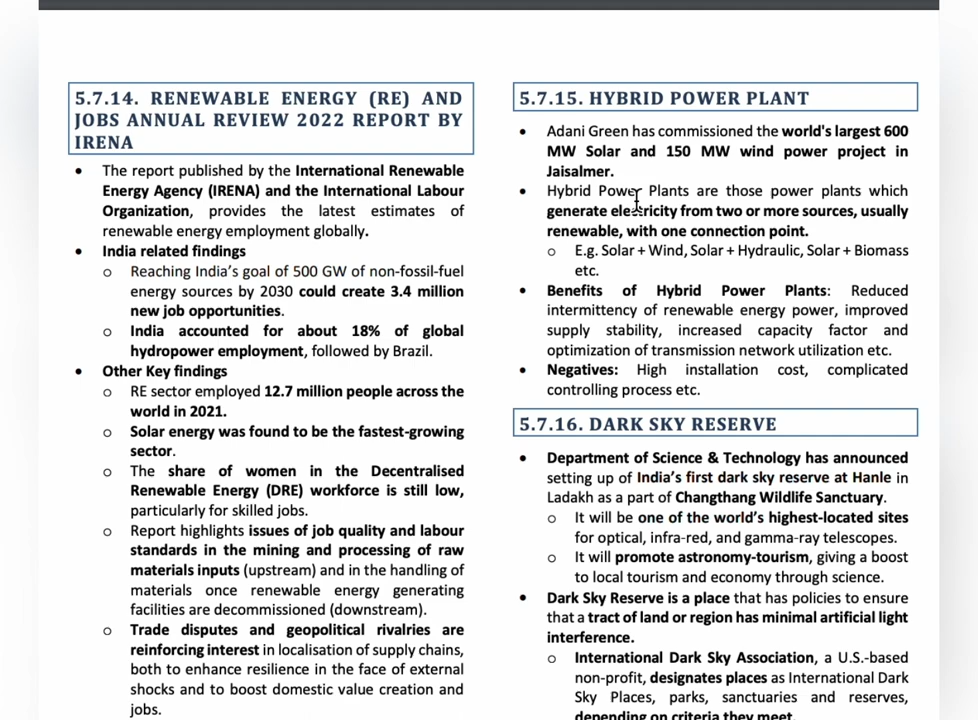 5.7.14. RENEWABLE ENERGY (RE) AND
JOBS ANNUAL REVIEW 2022 REPORT BY
IRENA
• The report published by the International Renewable
Energy Agency (IRENA) and the International Labour
Organization, provides the latest estimates of
renewable energy employment globally.
• India related findings
o Reaching India's goal of 500 GW of non-fossil-fuel
energy sources by 2030 could create 3.4 million
new job opportunities.
o India accounted for about 18% of global
hydropower employment, followed by Brazil.
• Other Key findings
o RE sector employed 12.7 million people across the
world in 2021.
o Solar energy was found to be the fastest-growing
sector.
o The share of women in the Decentralised
Renewable Energy (DRE) workforce is still low,
particularly for skilled jobs.
o Report highlights issues of job quality and labour
standards in the mining and processing of raw
materials inputs (upstream) and in the handling of
materials once renewable energy generating
facilities are decommissioned (downstream).
o Trade disputes and geopolitical rivalries are
reinforcing interest in localisation of supply chains,
both to enhance resilience in the face of external
shocks and to boost domestic value creation and
jobs.
5.7.15. HYBRID POWER PLANT
• Adani Green has commissioned the world's largest 600
MW Solar and 150 MW wind power project in
Jaisalmer.
• Hybrid Power Plants are those power plants which
generate electricity from two or more sources, usually
renewable, with one connection point.
o E.g. Solar + Wind, Solar + Hydraulic, Solar + Biomass
etc.
• Benefits of Hybrid Power Plants: Reduced
intermittency of renewable energy power, improved
supply stability, increased capacity factor and
optimization of transmission network utilization etc.
• Negatives: High installation cost, complicated
controlling process etc.
5.7.16. DARK SKY RESERVE
• Department of Science & Technology has announced
setting up of India's first dark sky reserve at Hanle in
Ladakh as a part of Changthang Wildlife Sanctuary.
o It will be one of the world's highest-located sites
for optical, infra-red, and gamma-ray telescopes.
o It will promote astronomy-tourism, giving a boost
to local tourism and economy through science.
• Dark Sky Reserve is a place that has policies to ensure
that a tract of land or region has minimal artificial light
interference.
o International Dark Sky Association, a U.S.-based
non-profit, designates places as International Dark
Sky Places, parks, sanctuaries and reserves,
depending on criteria they meet.